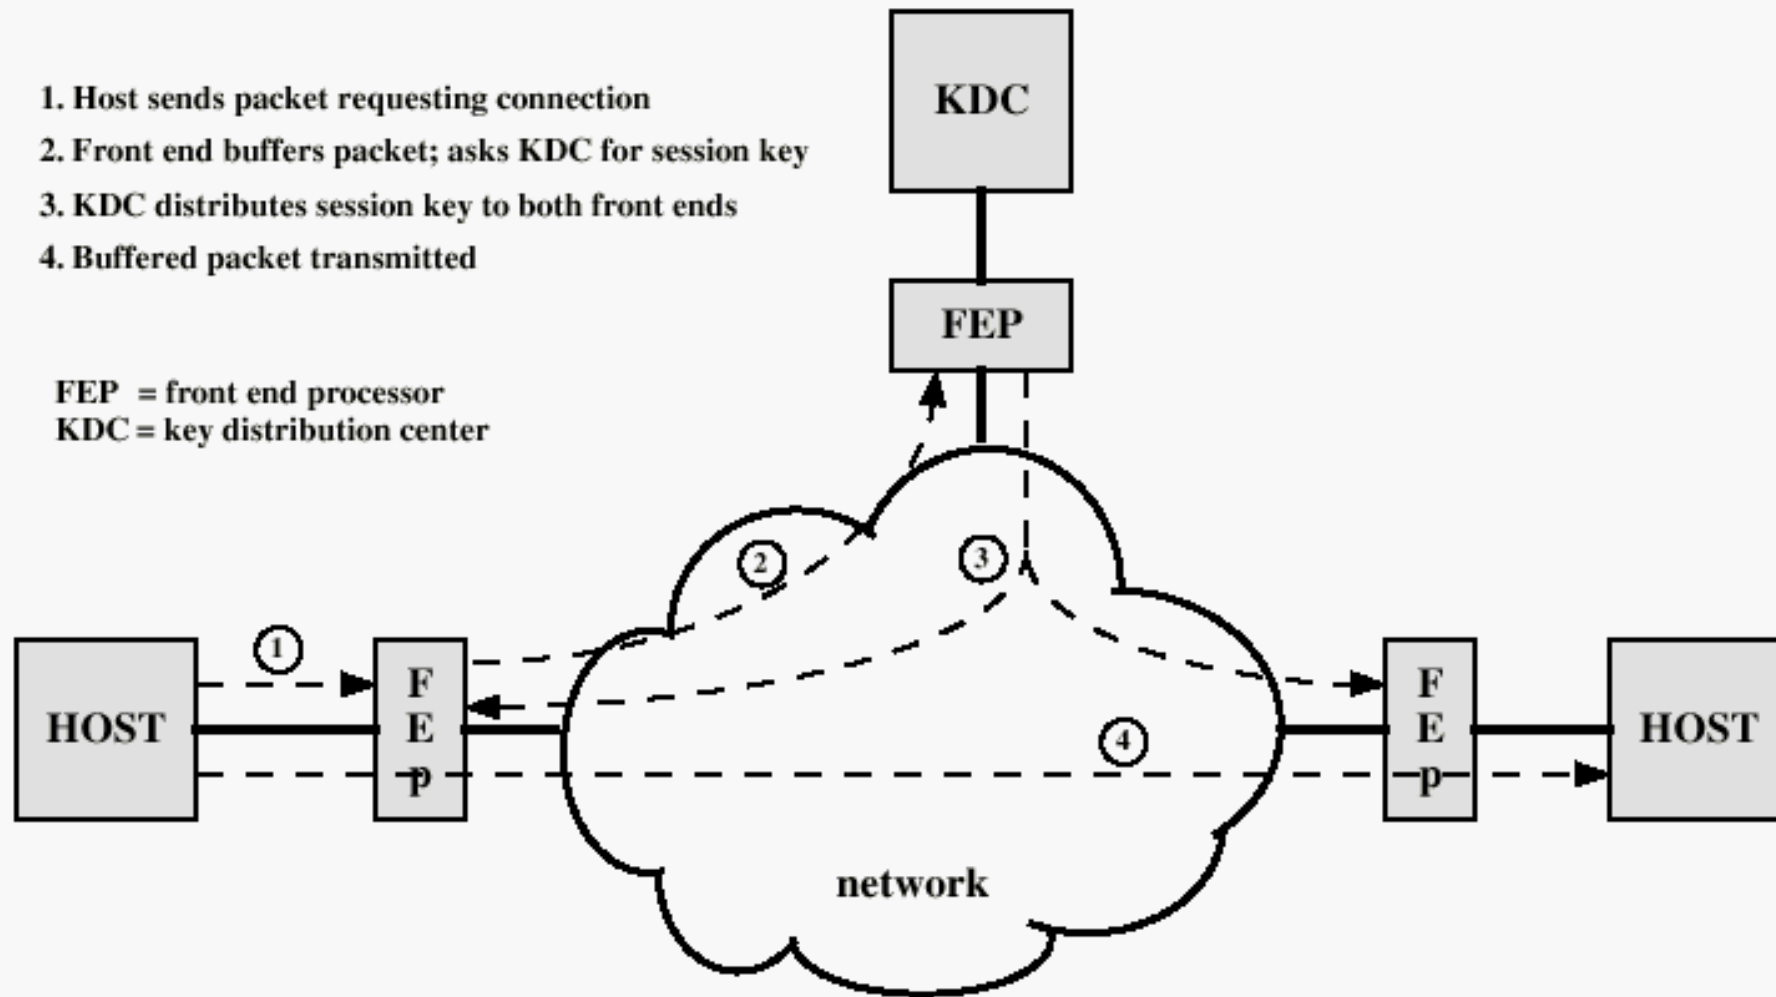 1. Host sends packet requesting connection
2. Front end buffers packet; asks KDC for session key
3. KDC distributes session key to both front ends
4. Buffered packet transmitted
FEP = front end processor
KDC = key distribution center
KDC
FEP
2
3
1
HOST
F
E
p
4
F
E
p
HOST
network